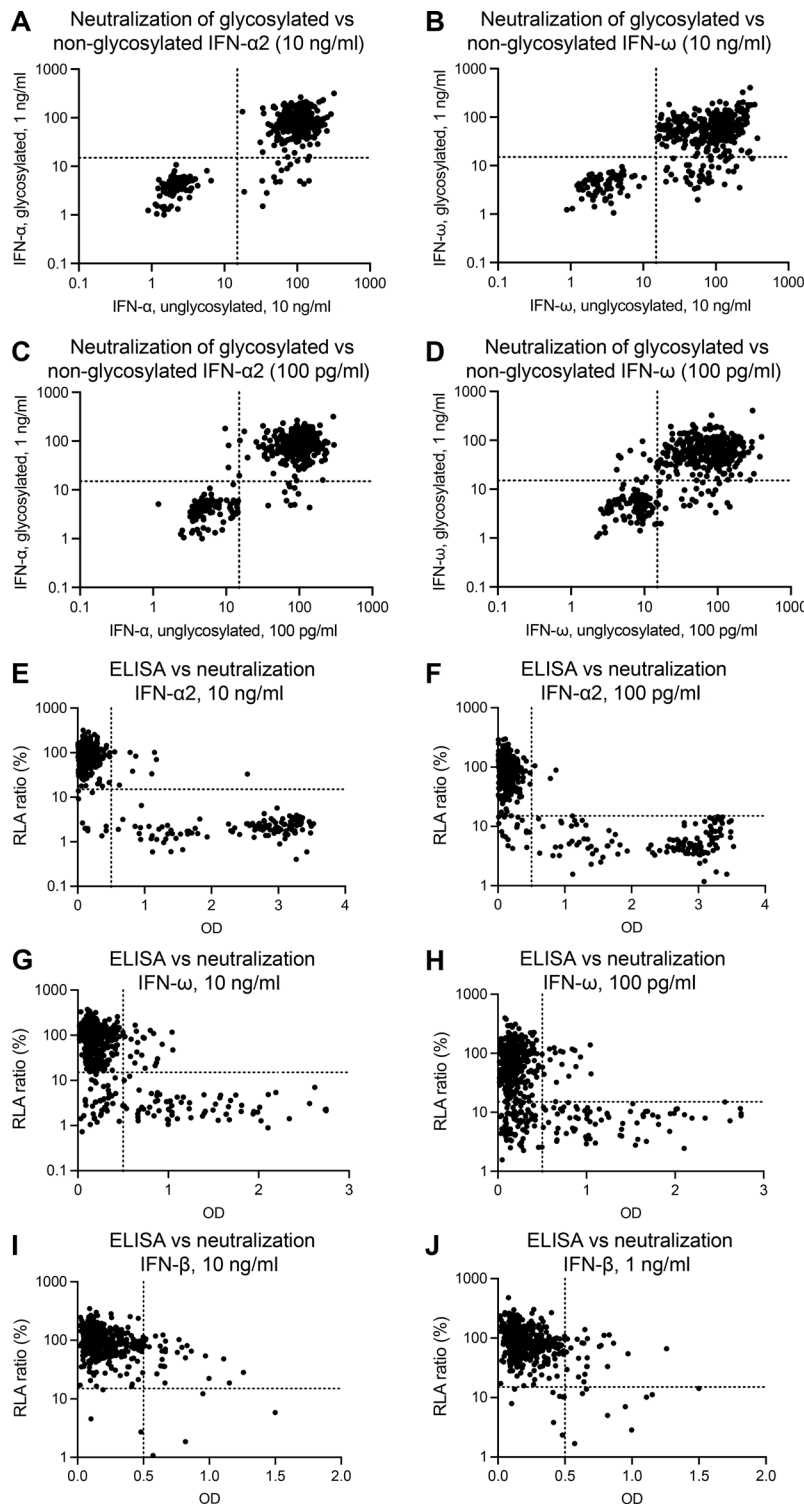 A
Neutralization of glycosylated vs
non-glycosylated IFN-α2 (10 ng/ml)
IFN-α, glycosylated, 1 ng/ml
1000
100
10
1
0.1
0.1 1 10 100 1000
IFN-α, unglycosylated, 10 ng/ml
B
Neutralization of glycosylated vs
non-glycosylated IFN-ω (10 ng/ml)
IFN-ω, glycosylated, 1 ng/ml
1000
100
10
1
0.1
0.1 1 10 100 1000
IFN-ω, unglycosylated, 10 ng/ml
C
Neutralization of glycosylated vs
non-glycosylated IFN-α2 (100 pg/ml)
IFN-α, glycosylated, 1 ng/ml
1000
100
10
1
0.1
0.1 1 10 100 1000
IFN-α, unglycosylated, 100 pg/ml
D
Neutralization of glycosylated vs
non-glycosylated IFN-ω (100 pg/ml)
IFN-ω, glycosylated, 1 ng/ml
1000
100
10
1
0.1
0.1 1 10 100 1000
IFN-ω, unglycosylated, 100 pg/ml
E
ELISA vs neutralization
IFN-α2, 10 ng/ml
RLA ratio (%)
1000
100
10
1
0.1
0 1 2 3 4
OD
F
ELISA vs neutralization
IFN-α2, 100 pg/ml
RLA ratio (%)
1000
100
10
1
0 1 2 3 4
OD
G
ELISA vs neutralization
IFN-ω, 10 ng/ml
RLA ratio (%)
1000
100
10
1
0.1
0 1 2 3
OD
H
ELISA vs neutralization
IFN-ω, 100 pg/ml
RLA ratio (%)
1000
100
10
1
0 1 2 3
OD
I
ELISA vs neutralization
IFN-β, 10 ng/ml
RLA ratio (%)
1000
100
10
1
0.0 0.5 1.0 1.5 2.0
OD
J
ELISA vs neutralization
IFN-β, 1 ng/ml
RLA ratio (%)
1000
100
10
1
0.0 0.5 1.0 1.5 2.0
OD